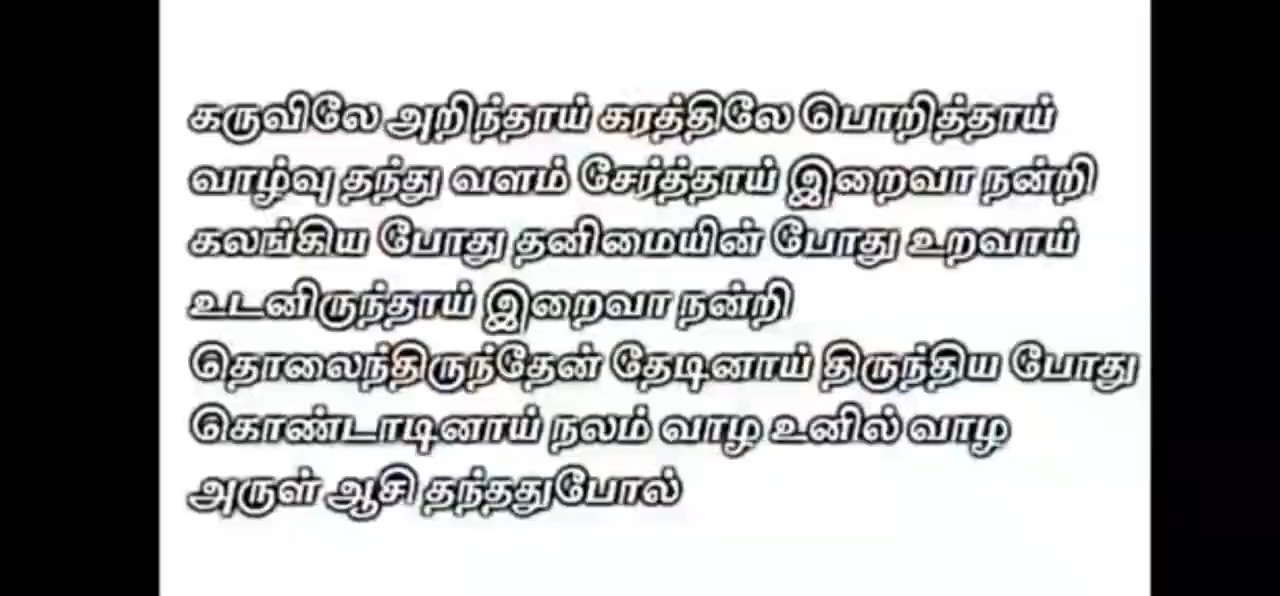 கருவிலே அறிந்தாய் கரத்திலே பொறித்தாய்
வாழ்வு தந்து வளம் சேர்த்தாய் இறைவா நன்றி
கலங்கிய போது தனிமையின் போது உறவாய்
உடனிருந்தாய் இறைவா நன்றி
தொலைந்திருந்தேன் தேடினாய் திருந்திய போது
கொண்டாடினாய் நலம் வாழ உனில் வாழ
அருள் ஆசி தந்ததுபோல்